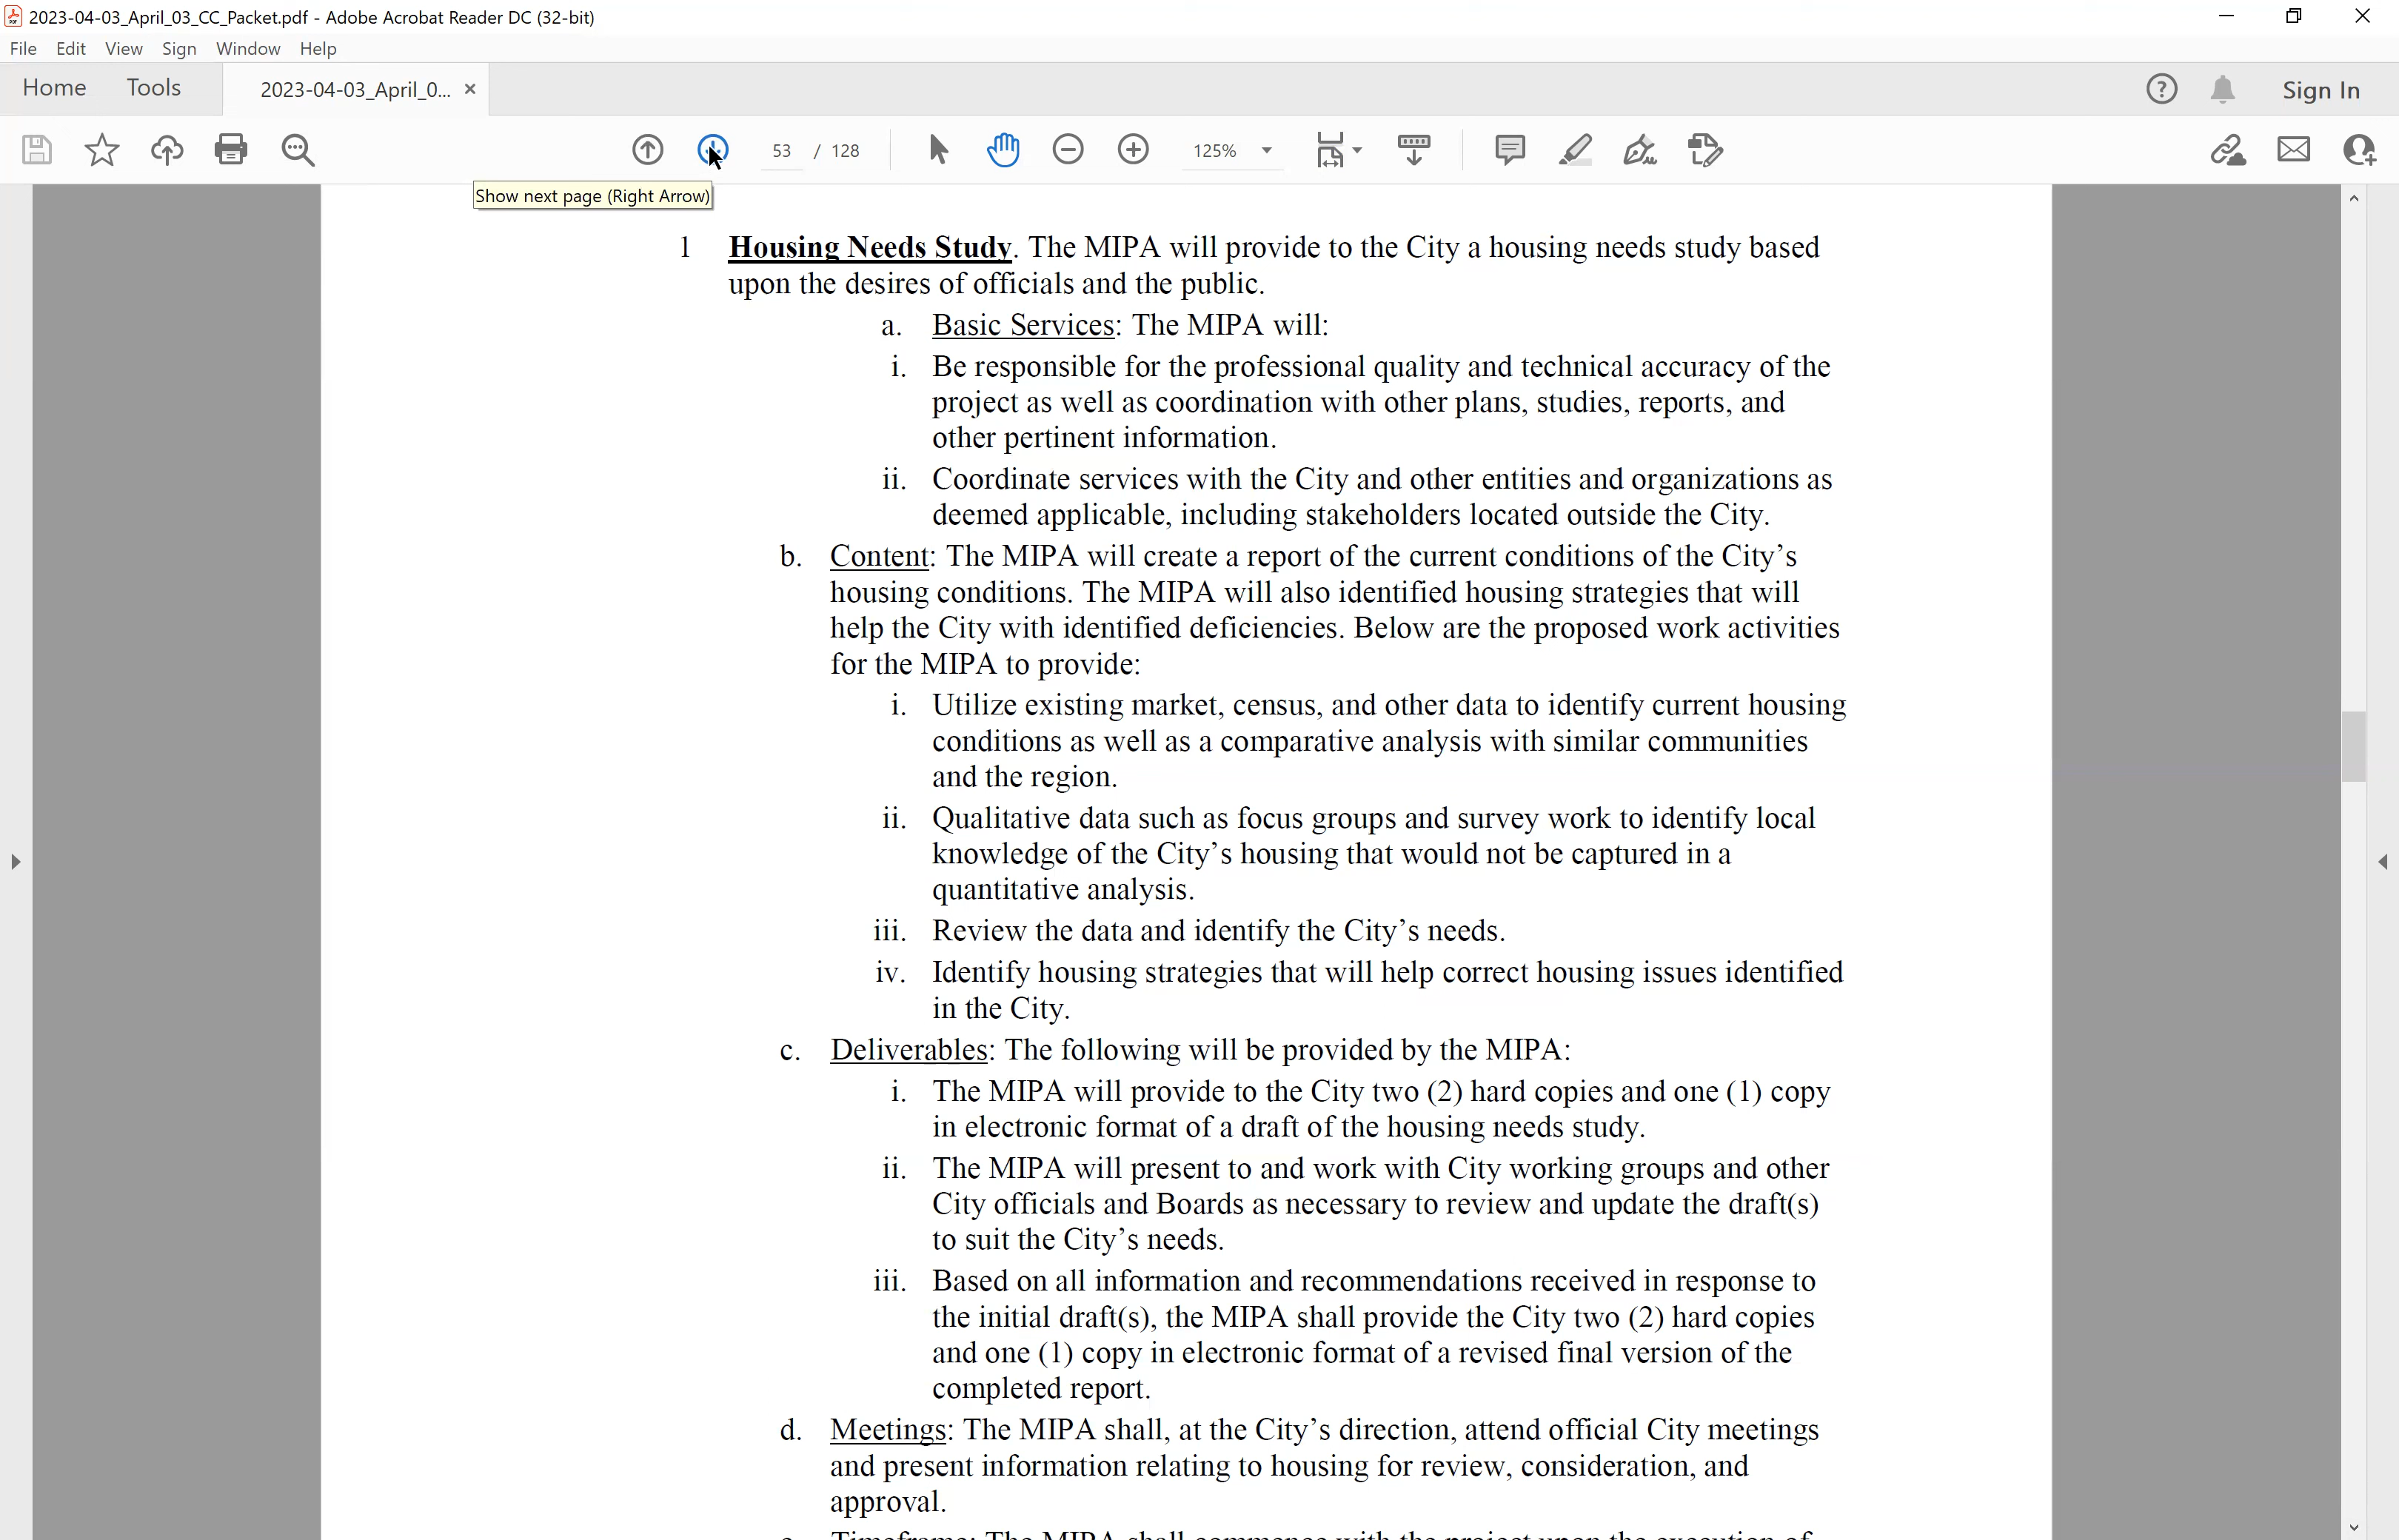 2023-04-03_April_03_CC_Packet.pdf - Adobe Acrobat Reader DC (32-bit)
File Edit View Sign Window Help
Home Tools 2023-04-03_April_0... × Sign In
53 / 128 125%
Show next page (Right Arrow)
1 Housing Needs Study. The MIPA will provide to the City a housing needs study based
upon the desires of officials and the public.
a. Basic Services: The MIPA will:
i. Be responsible for the professional quality and technical accuracy of the
project as well as coordination with other plans, studies, reports, and
other pertinent information.
ii. Coordinate services with the City and other entities and organizations as
deemed applicable, including stakeholders located outside the City.
b. Content: The MIPA will create a report of the current conditions of the City’s
housing conditions. The MIPA will also identified housing strategies that will
help the City with identified deficiencies. Below are the proposed work activities
for the MIPA to provide:
i. Utilize existing market, census, and other data to identify current housing
conditions as well as a comparative analysis with similar communities
and the region.
ii. Qualitative data such as focus groups and survey work to identify local
knowledge of the City’s housing that would not be captured in a
quantitative analysis.
iii. Review the data and identify the City’s needs.
iv. Identify housing strategies that will help correct housing issues identified
in the City.
c. Deliverables: The following will be provided by the MIPA:
i. The MIPA will provide to the City two (2) hard copies and one (1) copy
in electronic format of a draft of the housing needs study.
ii. The MIPA will present to and work with City working groups and other
City officials and Boards as necessary to review and update the draft(s)
to suit the City’s needs.
iii. Based on all information and recommendations received in response to
the initial draft(s), the MIPA shall provide the City two (2) hard copies
and one (1) copy in electronic format of a revised final version of the
completed report.
d. Meetings: The MIPA shall, at the City’s direction, attend official City meetings
and present information relating to housing for review, consideration, and
approval.
Timeframe: The MIPA shall commence with the project upon the execution of